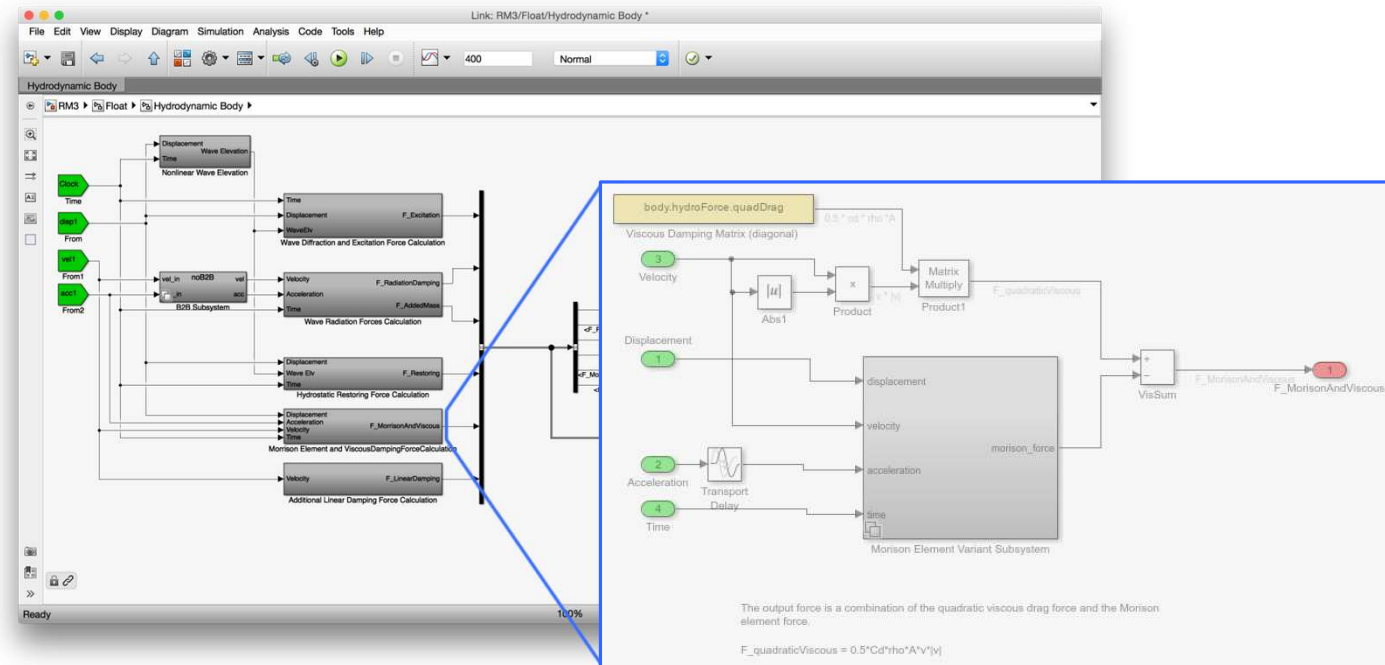 Link: RM3/Float/Hydrodynamic Body *
File Edit View Display Diagram Simulation Analysis Code Tools Help
400
Normal
Hydrodynamic Body
RM3 Float Hydrodynamic Body
Displacement
Wave Elevation
Time
Nonlinear Wave Elevation
Clock
Time
disp1
From
vel1
From1
acc1
From2
vel_in noB2B vel
_in acc
B2B Subsystem
Time
Displacement F_Excitation
WaveElv
Wave Diffraction and Excitation Force Calculation
Velocity F_RadiationDamping
Acceleration
F_AddedMass
Time
Wave Radiation Forces Calculation
Displacement
Wave Elv F_Restoring
Time
Hydrostatic Restoring Force Calculation
Displacement
Acceleration
F_MorrisonAndViscous
Velocity
Time
Morison Element and ViscousDampingForceCalculation
Velocity F_LinearDamping
Additional Linear Damping Force Calculation
<F_Mo
Ready
100%
body.hydroForce.quadDrag
0.5 * cd * rho *A
Viscous Damping Matrix (diagonal)
3
Velocity
|u|
Abs1
x
Product
v * |v|
Matrix
Multiply
Product1
F_quadraticViscous
Displacement
1
displacement
velocity
morison_force
2
Acceleration
Transport
Delay
acceleration
4
Time
time
Morison Element Variant Subsystem
+
−
VisSum
F_MorisonAndViscous
1
F_MorisonAndViscous
The output force is a combination of the quadratic viscous drag force and the Morison
element force.
F_quadraticViscous = 0.5*Cd*rho*A*v*|v|